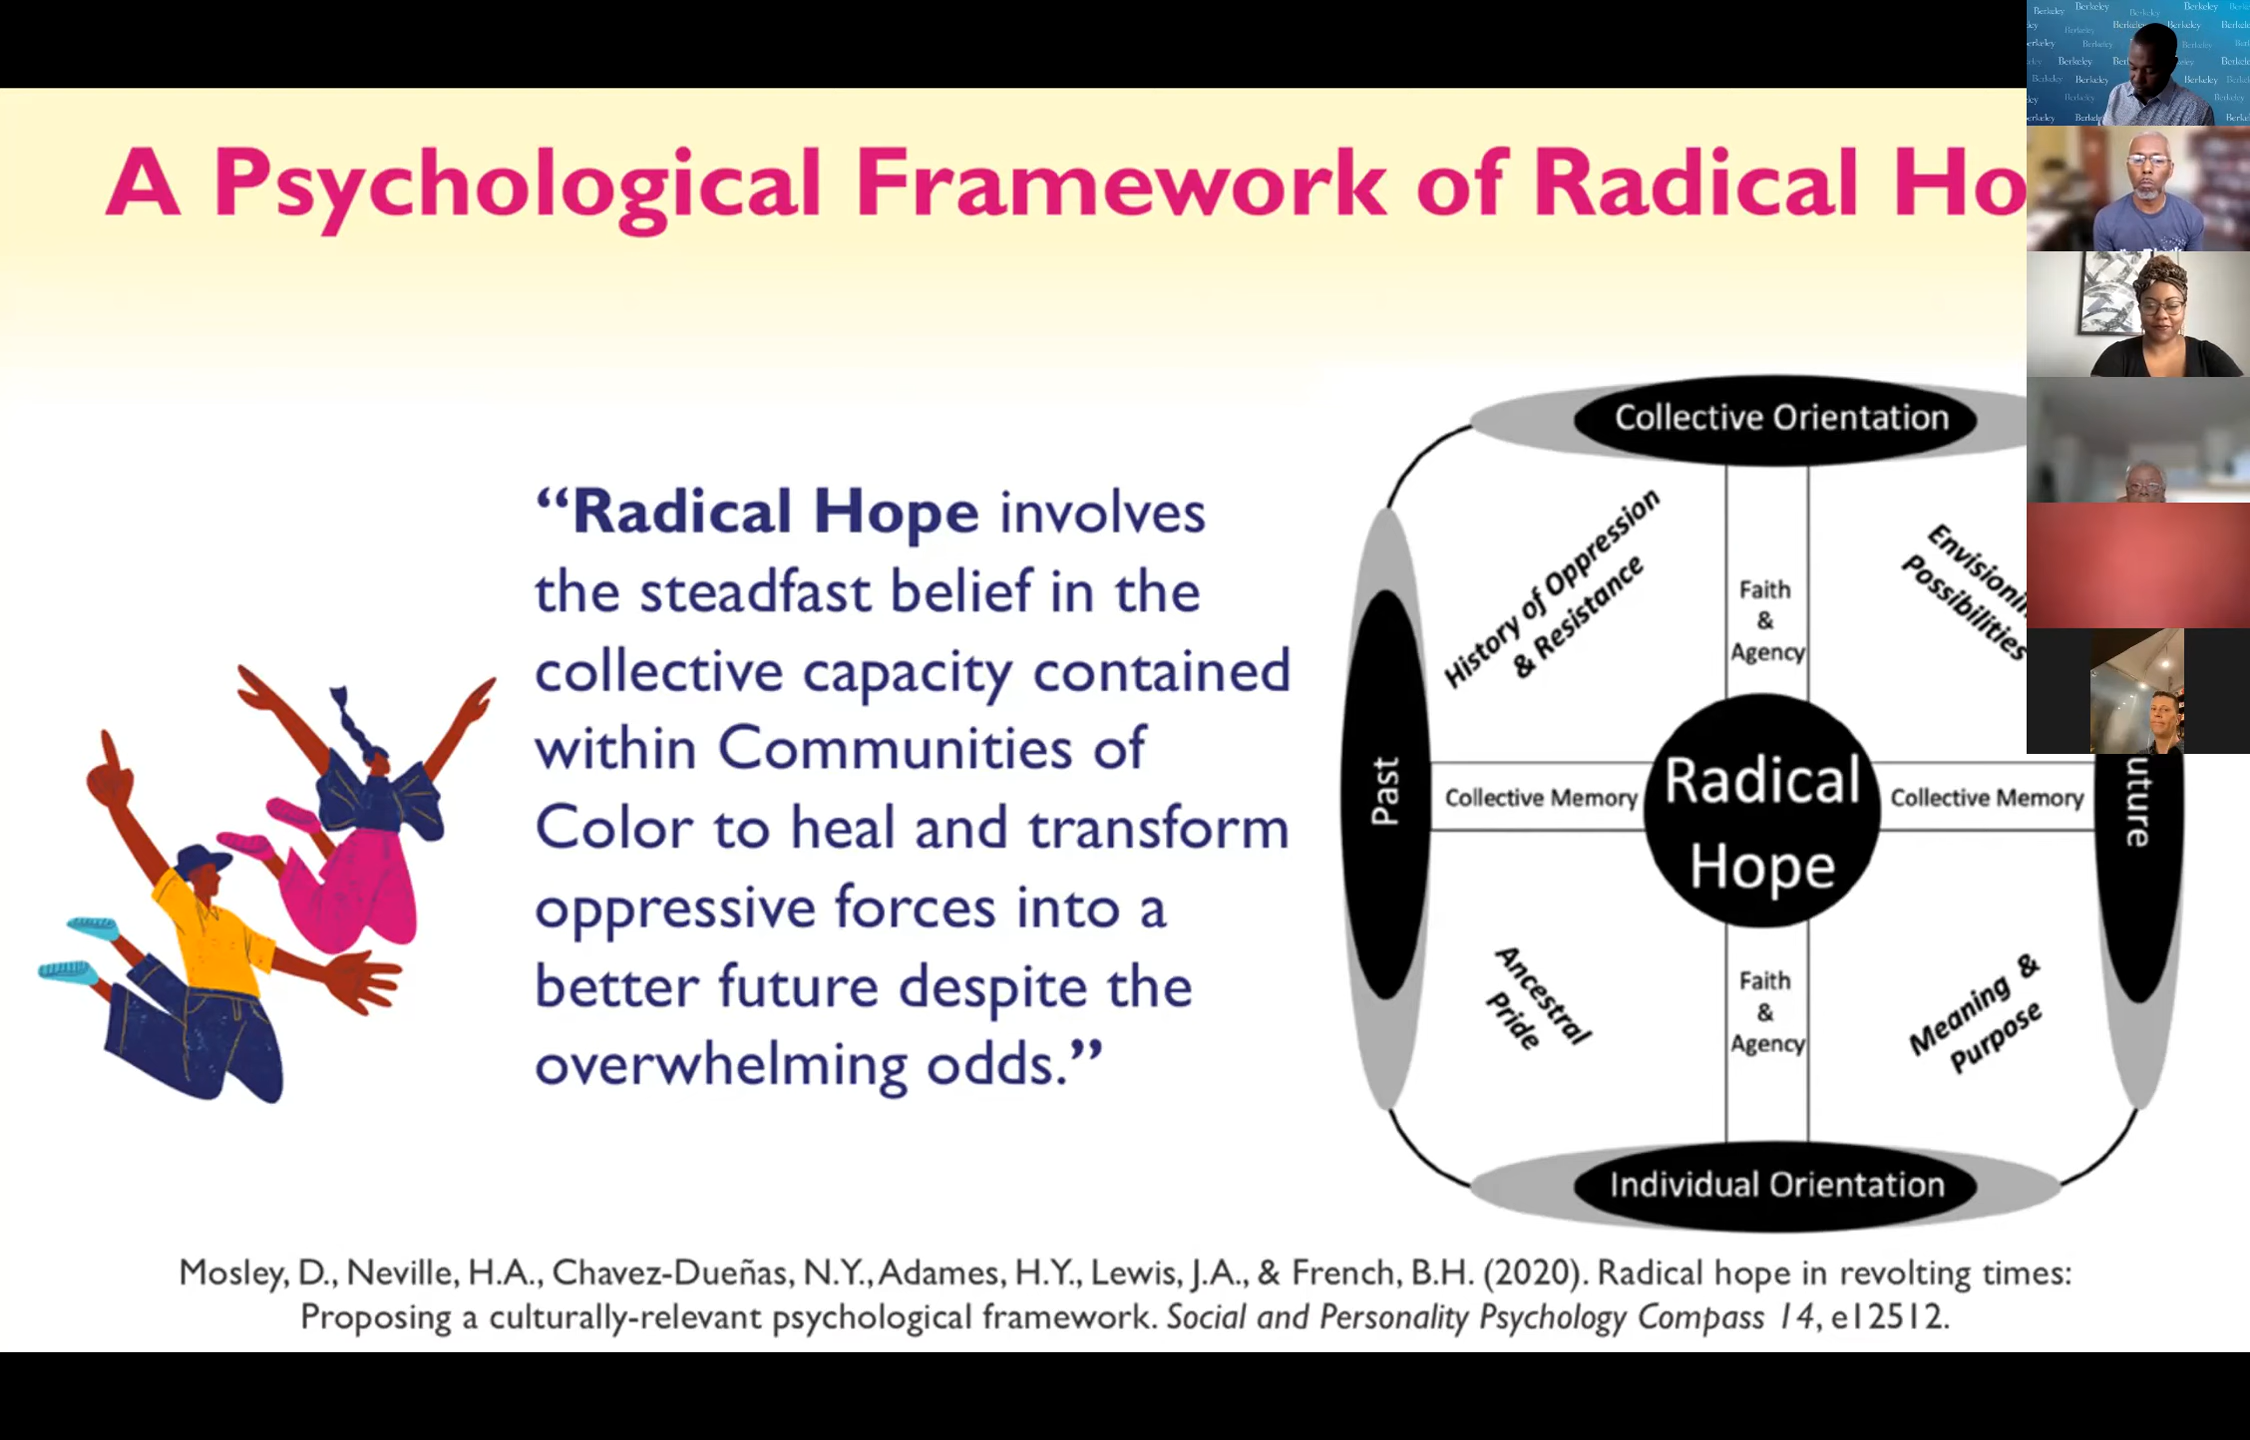 A Psychological Framework of Radical Ho
“Radical Hope involves
the steadfast belief in the
collective capacity contained
within Communities of
Color to heal and transform
oppressive forces into a
better future despite the
overwhelming odds.”
Collective Orientation
History of Oppression
& Resistance
Faith
&
Agency
Envisionin
Possibilities
Past
Collective Memory
Radical
Hope
Collective Memory
uture
Ancestral
Pride
Faith
&
Agency
Meaning &
Purpose
Individual Orientation
Mosley, D., Neville, H.A., Chavez-Dueñas, N.Y., Adames, H.Y., Lewis, J.A., & French, B.H. (2020). Radical hope in revolting times:
Proposing a culturally-relevant psychological framework. Social and Personality Psychology Compass 14, e12512.
Berkeley